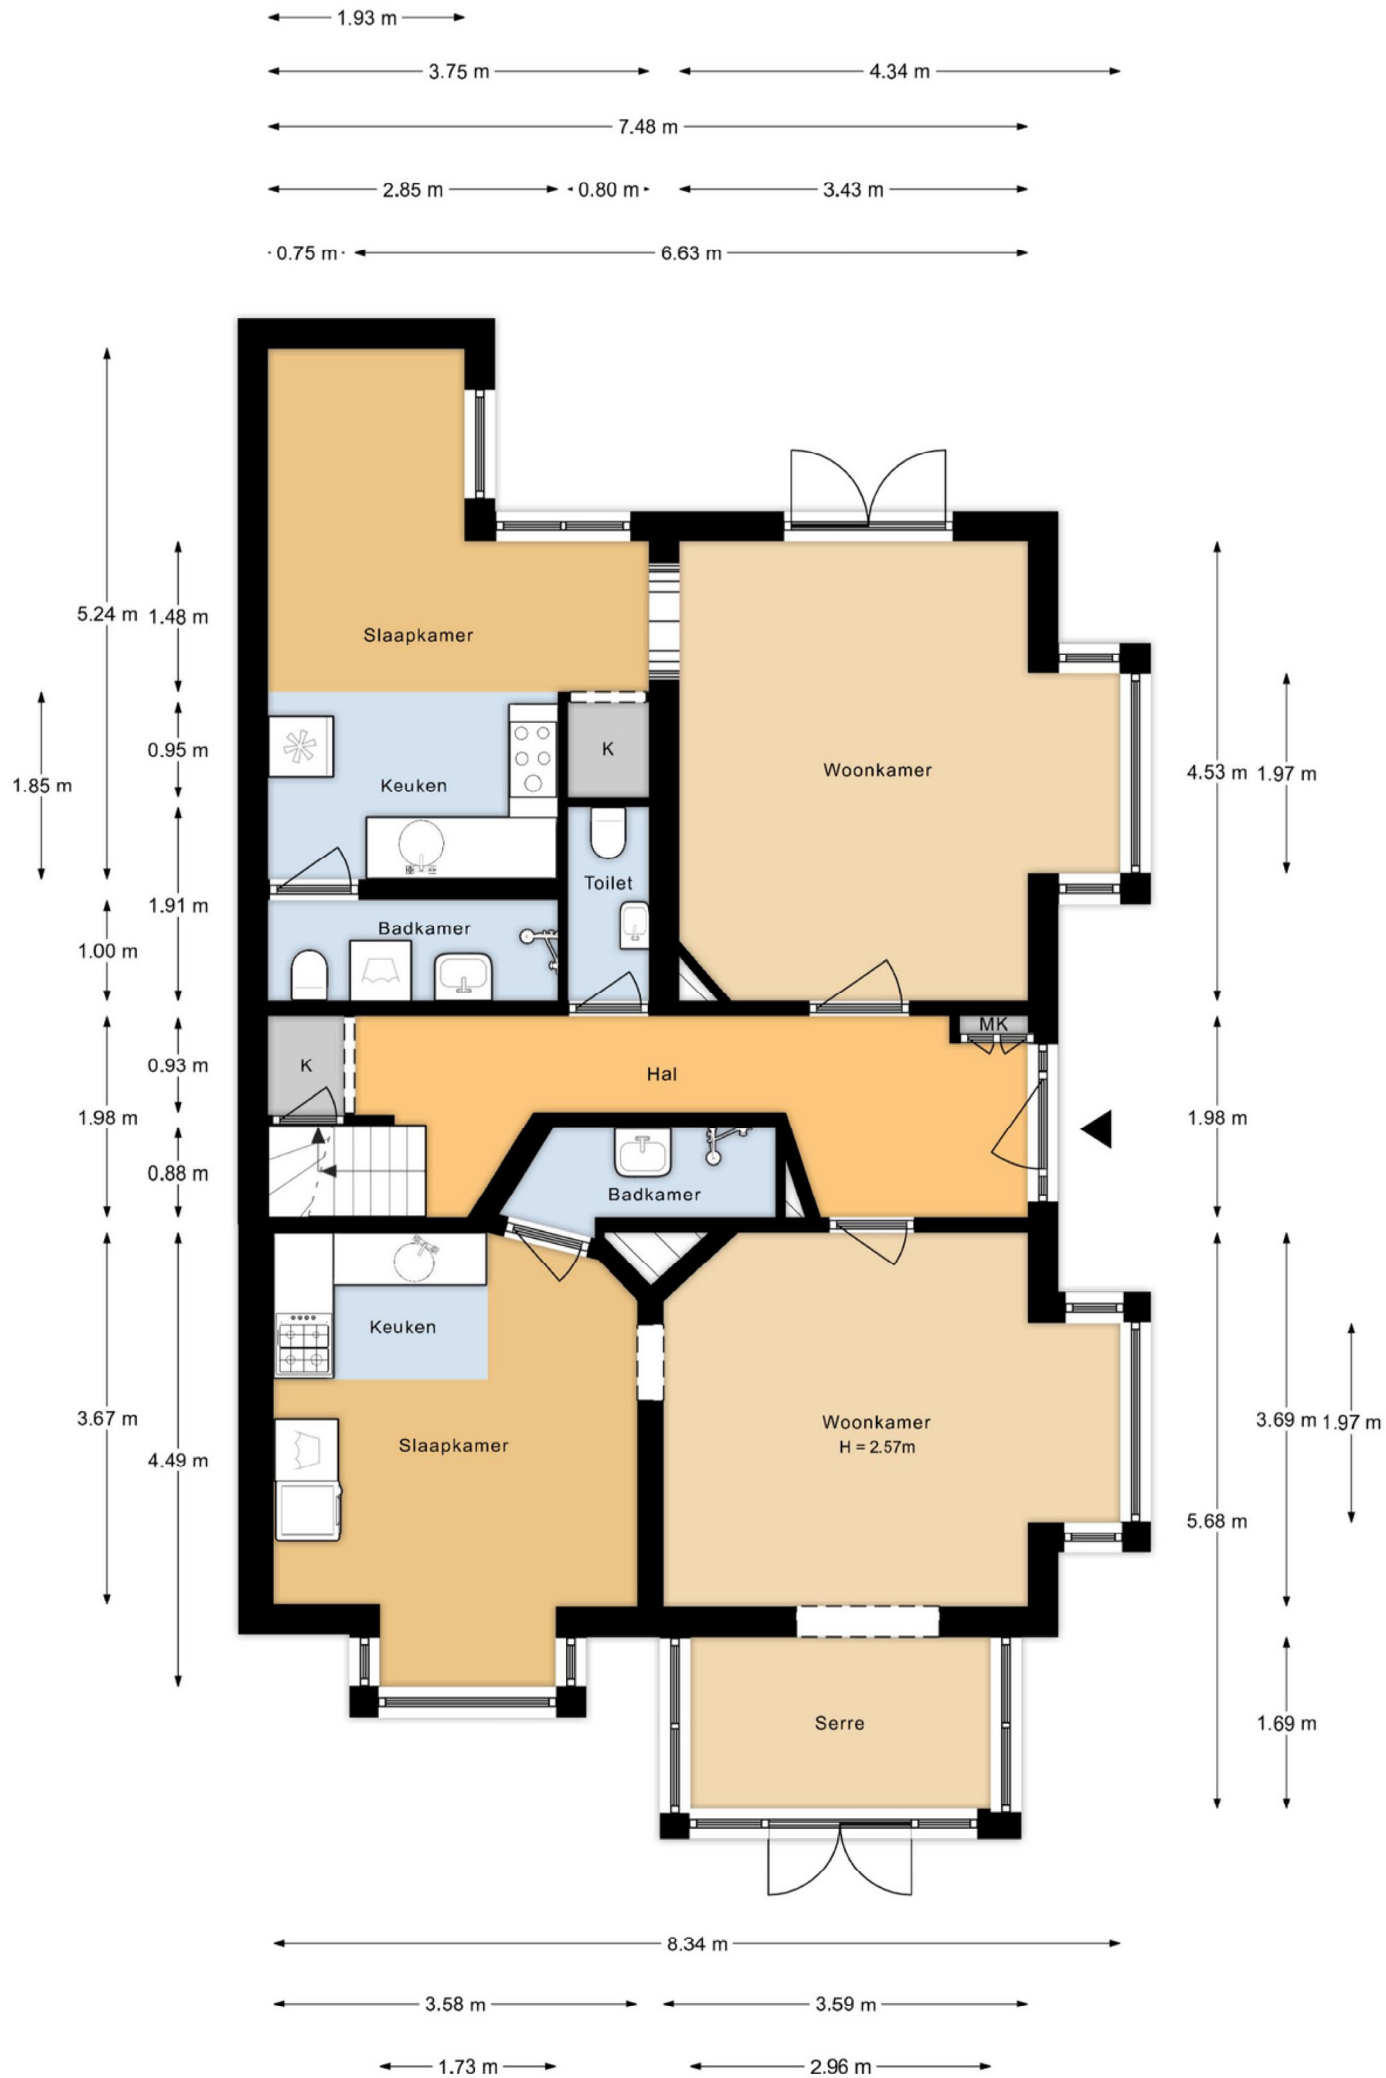 1.93 m
3.75 m
4.34 m
7.48 m
2.85 m
0.80 m
3.43 m
0.75 m
6.63 m
5.24 m
1.48 m
Slaapkamer
0.95 m
K
1.85 m
Keuken
Woonkamer
4.53 m
1.97 m
Toilet
1.91 m
Badkamer
1.00 m
MK
0.93 m
K
Hal
1.98 m
1.98 m
0.88 m
Badkamer
Keuken
3.67 m
Slaapkamer
4.49 m
Woonkamer
H = 2.57m
3.69 m
1.97 m
5.68 m
Serre
1.69 m
8.34 m
3.58 m
3.59 m
1.73 m
2.96 m